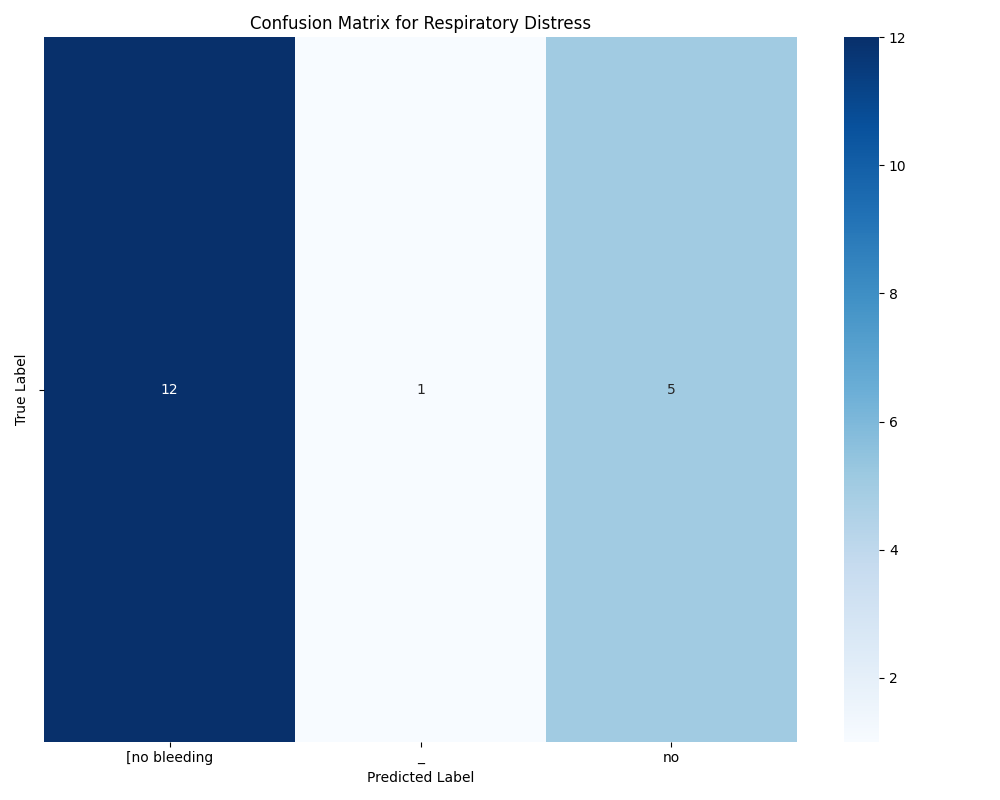 Confusion Matrix for Respiratory Distress
True Label
12 1 5
[no bleeding _ no
Predicted Label
12
10
8
6
4
2